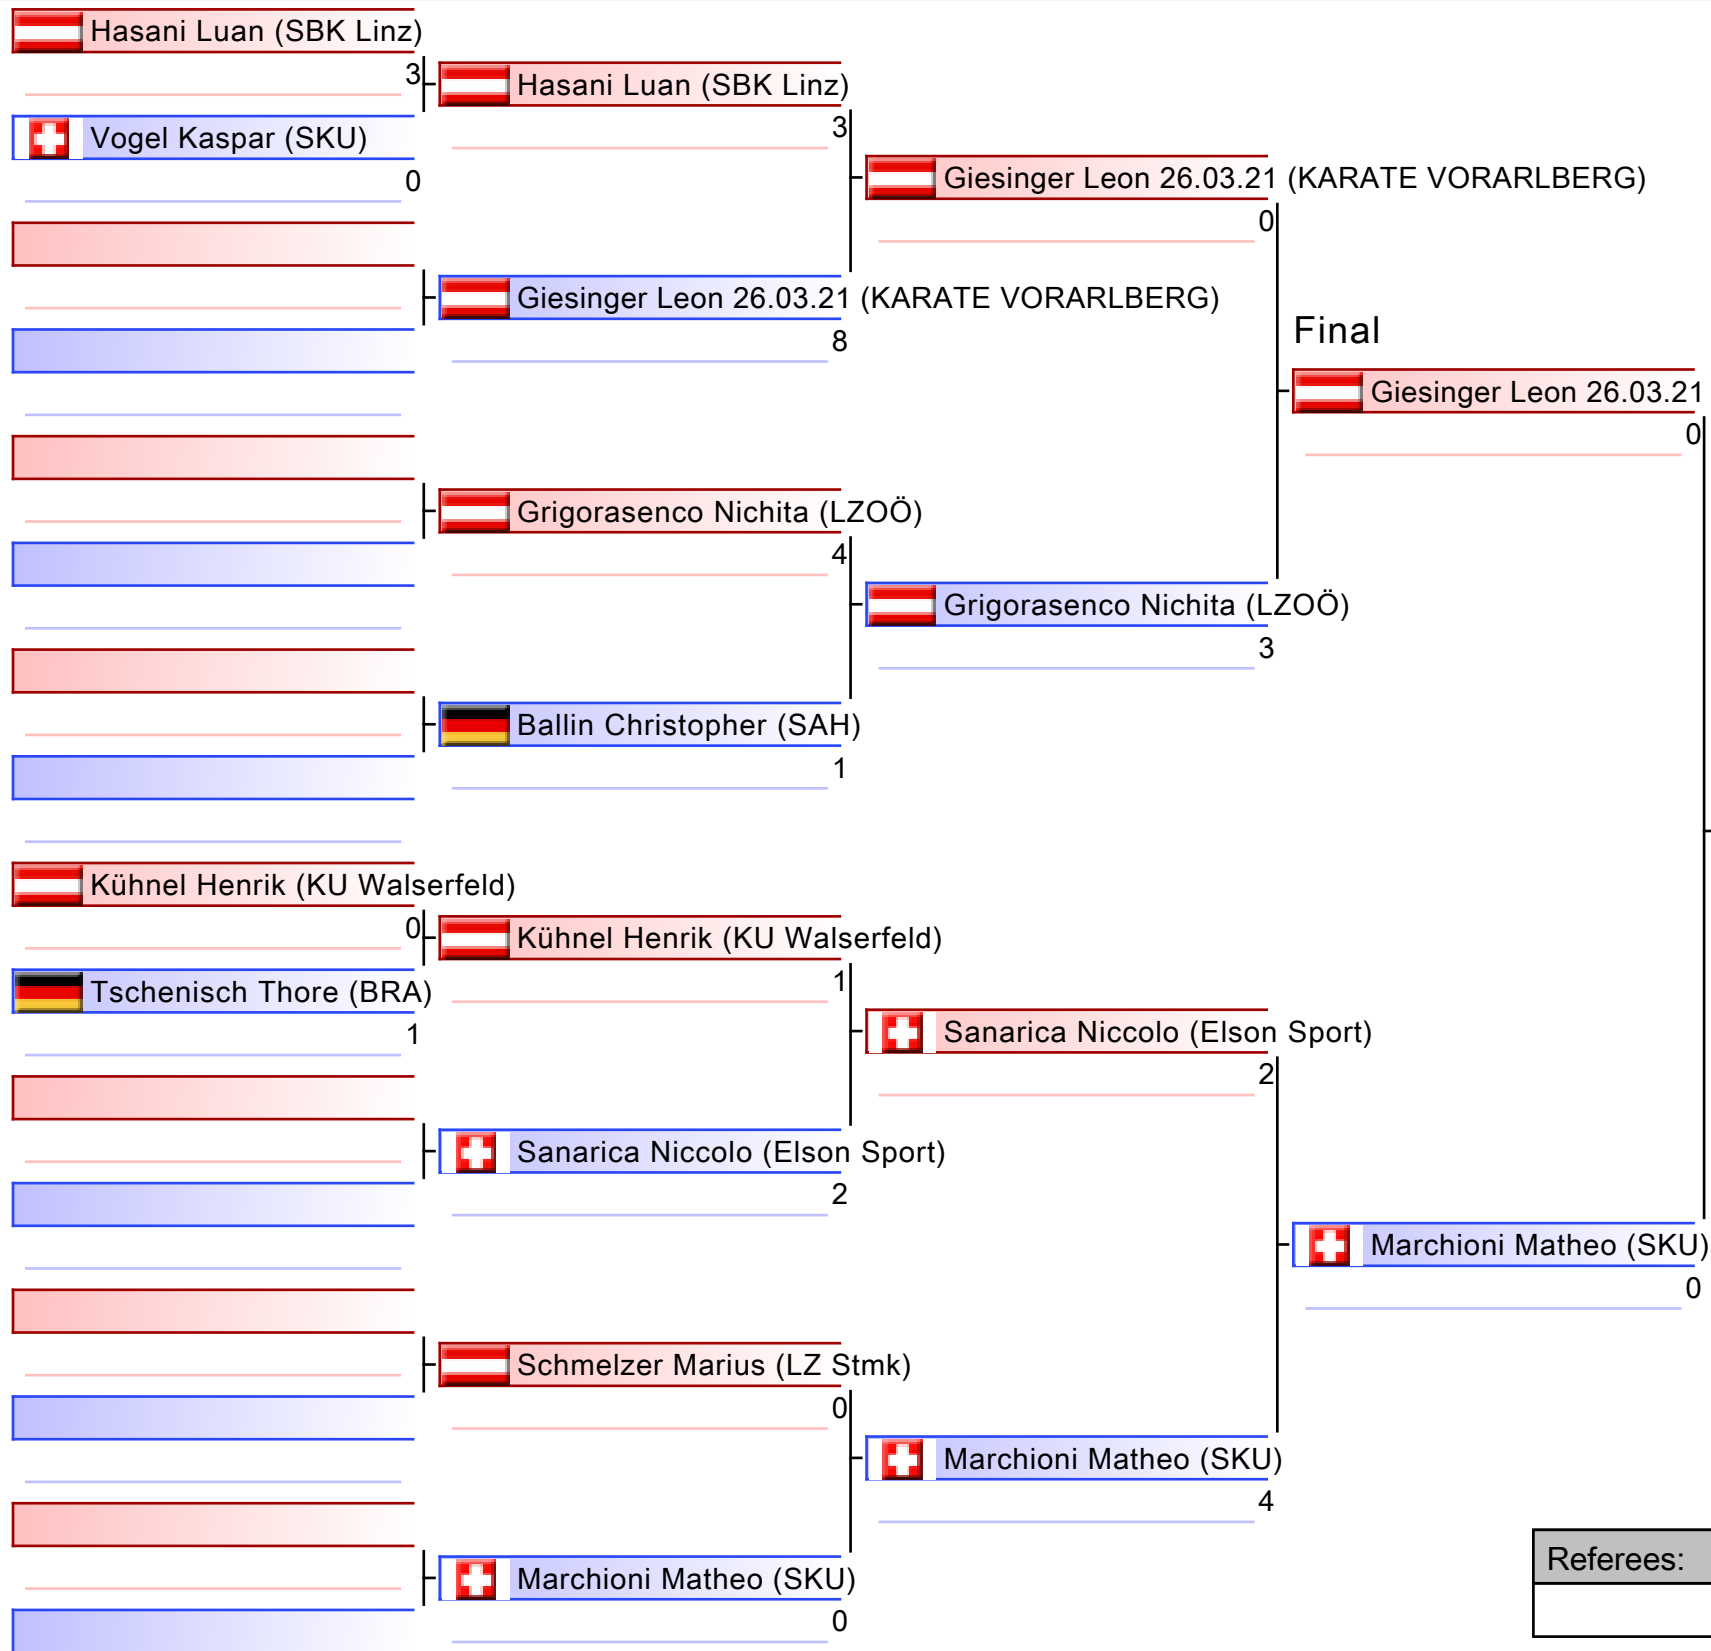 Hasani Luan (SBK Linz)
3
Vogel Kaspar (SKU)
0
Kühnel Henrik (KU Walserfeld)
0
Tschenisch Thore (BRA)
1
Hasani Luan (SBK Linz)
3
Giesinger Leon 26.03.21 (KARATE VORARLBERG)
8
Grigorasenco Nichita (LZOÖ)
4
Ballin Christopher (SAH)
1
Kühnel Henrik (KU Walserfeld)
1
Sanarica Niccolo (Elson Sport)
2
Schmelzer Marius (LZ Stmk)
0
Marchioni Matheo (SKU)
0
Giesinger Leon 26.03.21 (KARATE VORARLBERG)
0
Grigorasenco Nichita (LZOÖ)
3
Sanarica Niccolo (Elson Sport)
2
Marchioni Matheo (SKU)
4
Final
Giesinger Leon 26.03.21
0
Marchioni Matheo (SKU)
0
Referees: